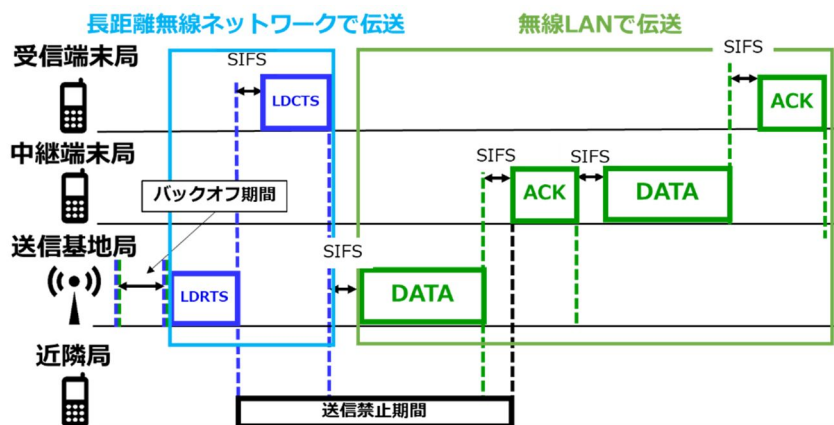 長距離無線ネットワークで伝送
無線LANで伝送
受信端末局
SIFS
LDCTS
SIFS
ACK
中継端末局
バックオフ期間
SIFS
ACK
SIFS
DATA
送信基地局
LDRTS
SIFS
DATA
近隣局
送信禁止期間